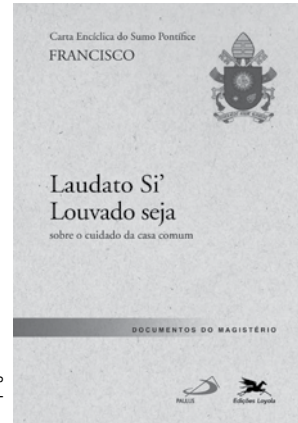 Carta Encíclica do Sumo Pontífice
FRANCISCO
Laudato Si’
Louvado seja
sobre o cuidado da casa comum
DOCUMENTOS DO MAGISTÉRIO
PAULUS
Edições Loyola